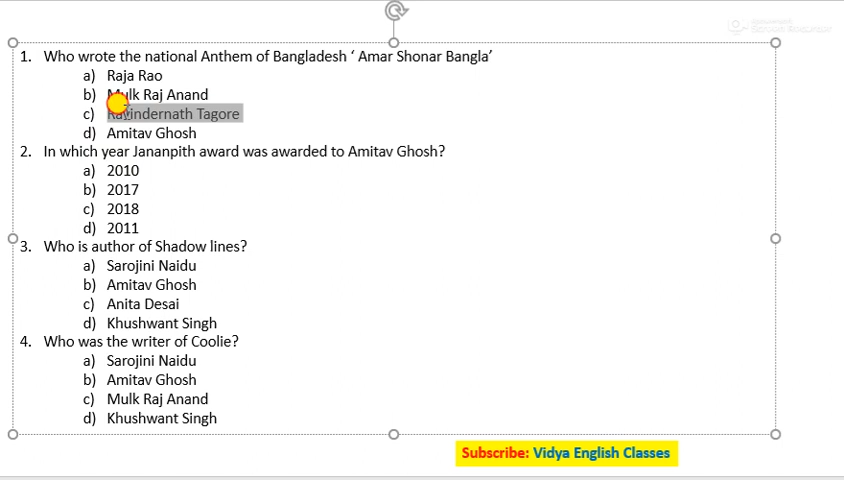 1. Who wrote the national Anthem of Bangladesh ‘ Amar Shonar Bangla’
a) Raja Rao
b) Mulk Raj Anand
c) Ravindernath Tagore
d) Amitav Ghosh
2. In which year Jananpith award was awarded to Amitav Ghosh?
a) 2010
b) 2017
c) 2018
d) 2011
3. Who is author of Shadow lines?
a) Sarojini Naidu
b) Amitav Ghosh
c) Anita Desai
d) Khushwant Singh
4. Who was the writer of Coolie?
a) Sarojini Naidu
b) Amitav Ghosh
c) Mulk Raj Anand
d) Khushwant Singh
Subscribe: Vidya English Classes